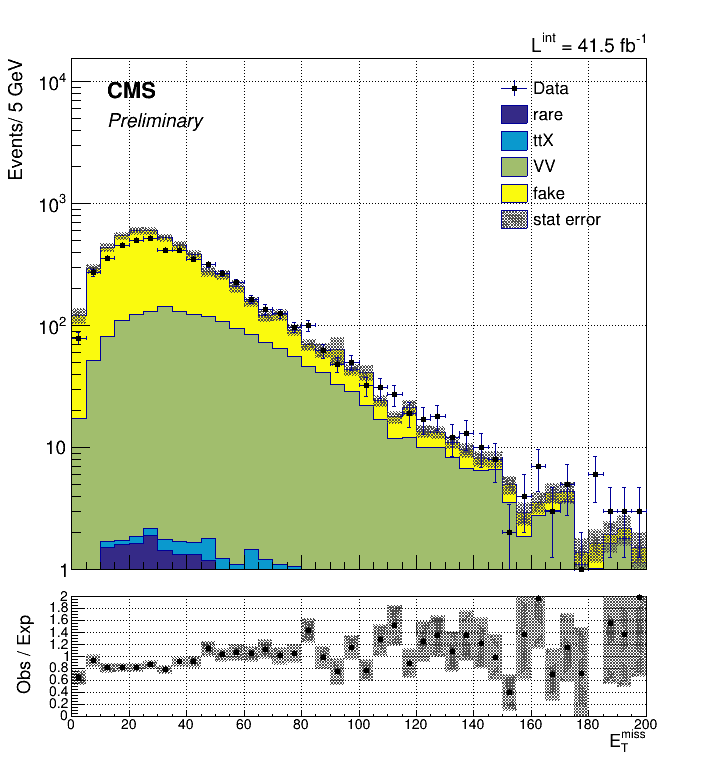 L^int = 41.5 fb^-1
Events/ 5 GeV
10^4
10^3
10^2
10
1
CMS
Preliminary
Data
rare
ttX
VV
fake
stat error
Obs / Exp
2
1.8
1.6
1.4
1.2
1
0.8
0.6
0.4
0.2
0
0 20 40 60 80 100 120 140 160 180 200
E_T^miss